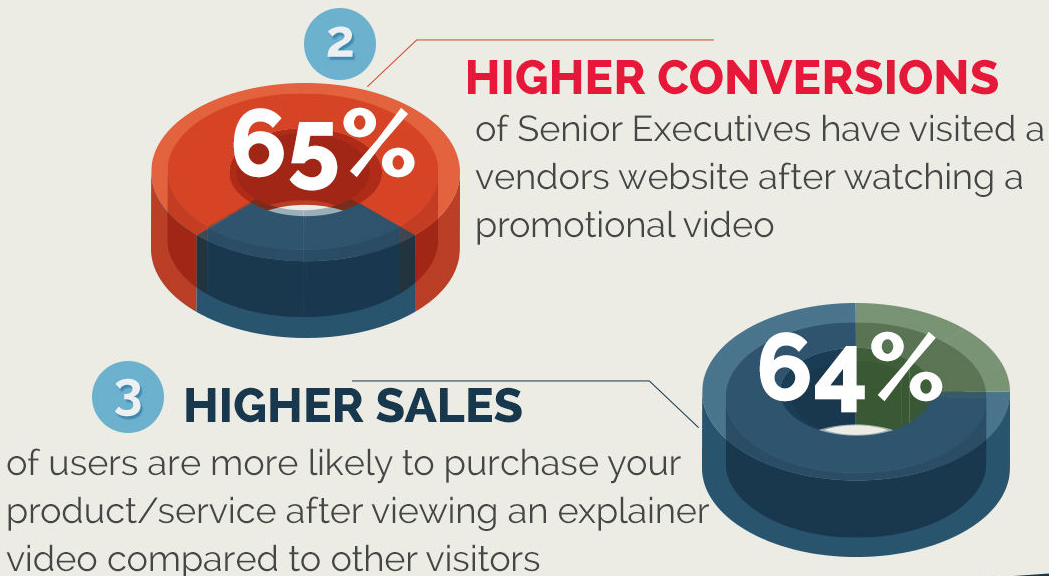 2
HIGHER CONVERSIONS
65%
of Senior Executives have visited a
vendors website after watching a
promotional video
3
HIGHER SALES
64%
of users are more likely to purchase your
product/service after viewing an explainer
video compared to other visitors